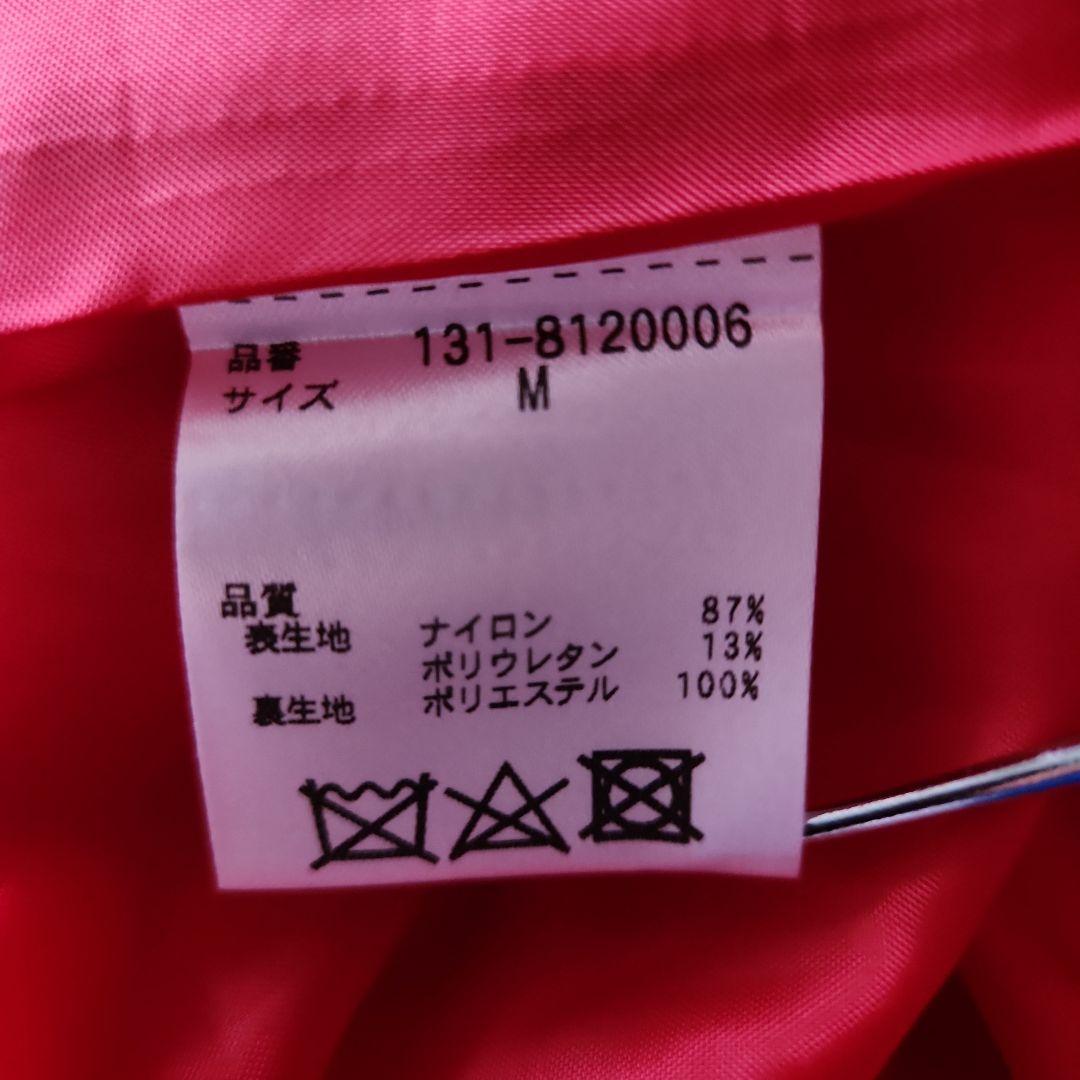 品番 131-8120006
サイズ M
品質
表生地 ナイロン 87%
ポリウレタン 13%
裏生地 ポリエステル 100%